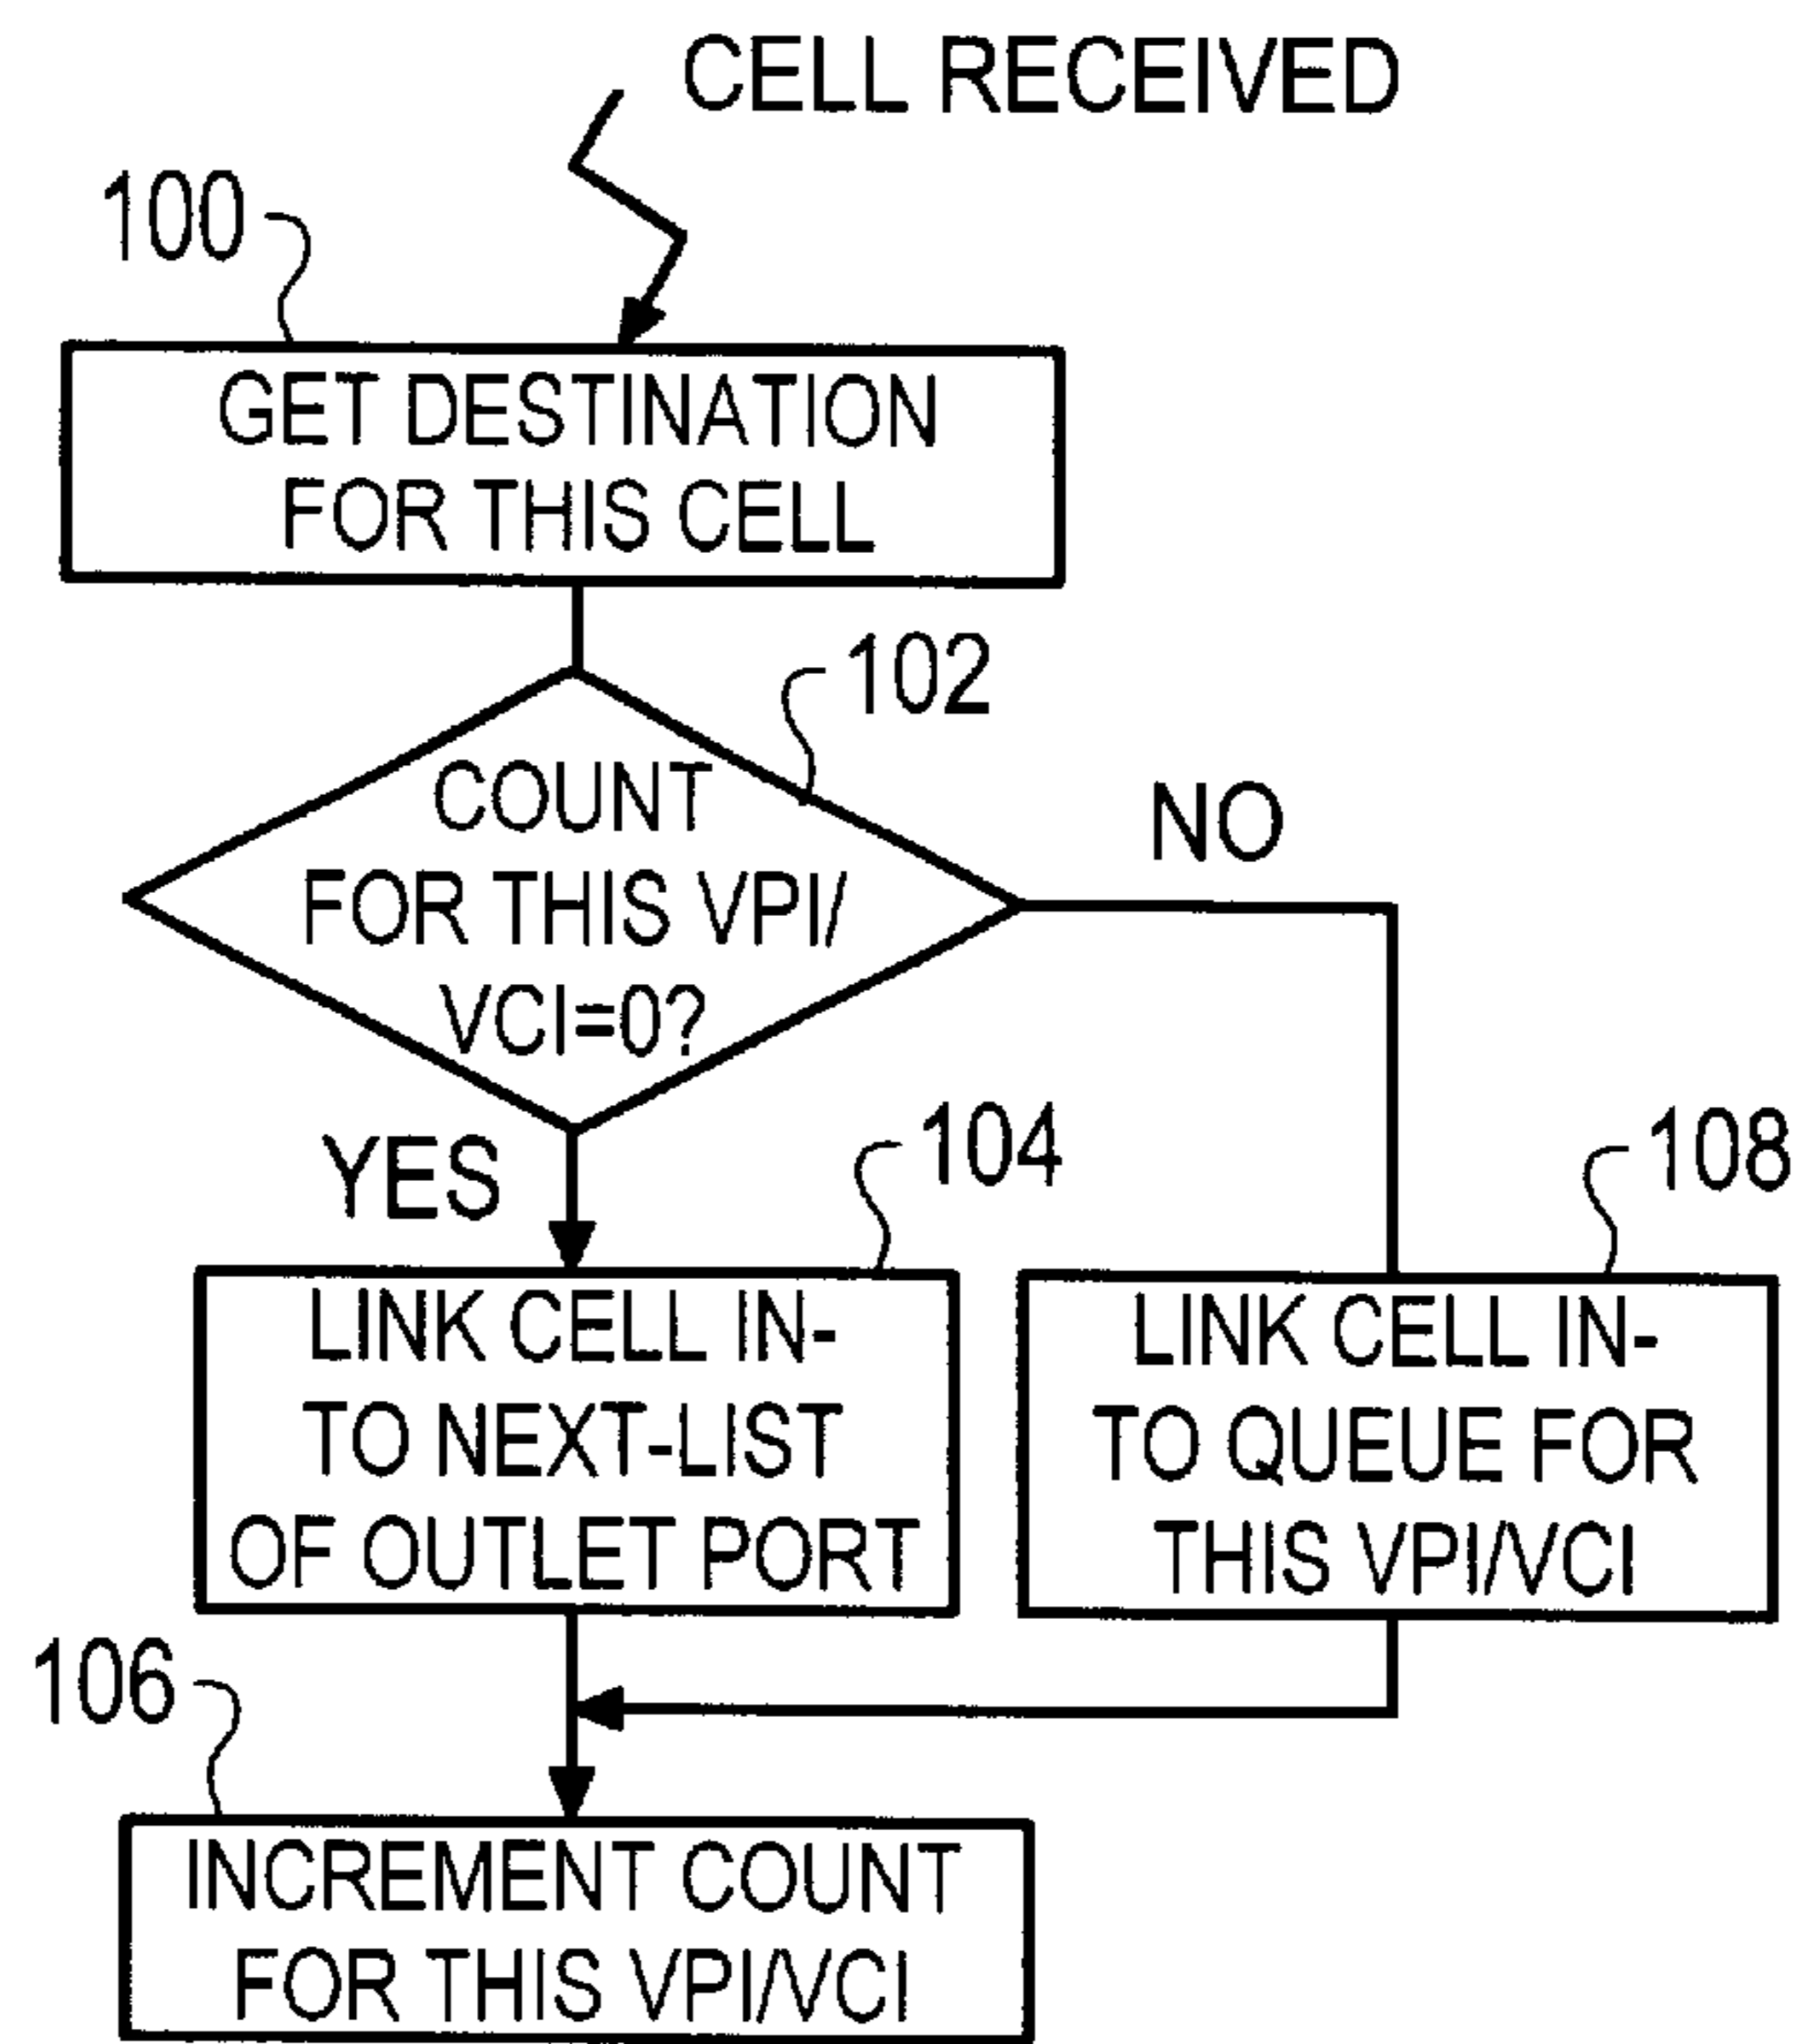 CELL RECEIVED
100
GET DESTINATION
FOR THIS CELL
102
COUNT
FOR THIS VPI/
VCI=0?
NO
YES
104
LINK CELL IN-
TO NEXT-LIST
OF OUTLET PORT
108
LINK CELL IN-
TO QUEUE FOR
THIS VPI/VCI
106
INCREMENT COUNT
FOR THIS VPI/VCI